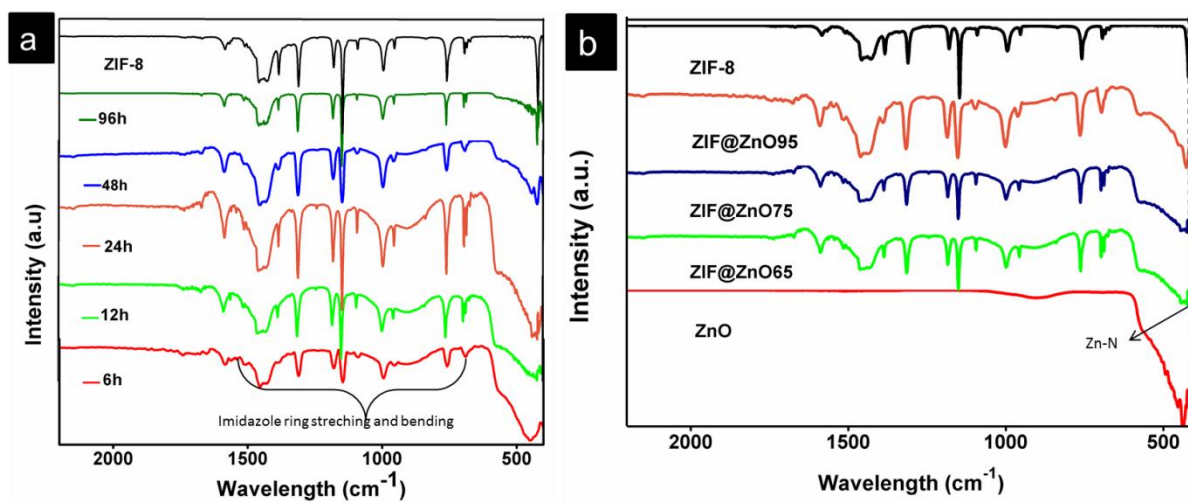 a
Intensity (a.u)
ZIF-8
96h
48h
24h
12h
6h
Imidazole ring streching and bending
2000 1500 1000 500
Wavelength (cm⁻¹)
b
Intensity (a.u.)
ZIF-8
ZIF@ZnO95
ZIF@ZnO75
ZIF@ZnO65
ZnO
Zn-N
2000 1500 1000 500
Wavelength (cm⁻¹)